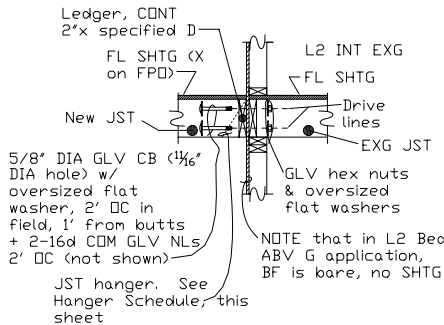 Ledger, CONT
2"x specified D
FL SHTG (X
on FPO)
L2 INT EXG
FL SHTG
New JST
Drive
lines
EXG JST
5/8" DIA GLV CB (11/16"
DIA hole) w/
oversized flat
washer, 2' OC in
field, 1' from butts
+ 2-16d COM GLV NLs
2' OC (not shown)
GLV hex nuts
& oversized
flat washers
NOTE that in L2 Bec
ABV G application,
BF is bare, no SHTG
JST hanger. See
Hanger Schedule, this
sheet